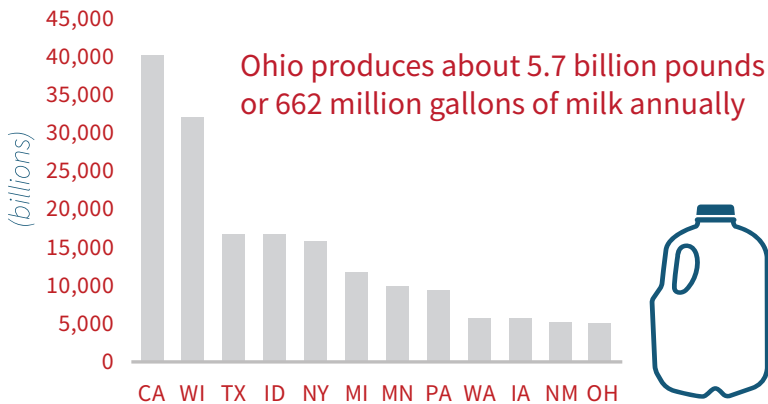 45,000
40,000
35,000
30,000
25,000
20,000
15,000
10,000
5,000
0
(billions)
Ohio produces about 5.7 billion pounds
or 662 million gallons of milk annually
CA WI TX ID NY MI MN PA WA IA NM OH